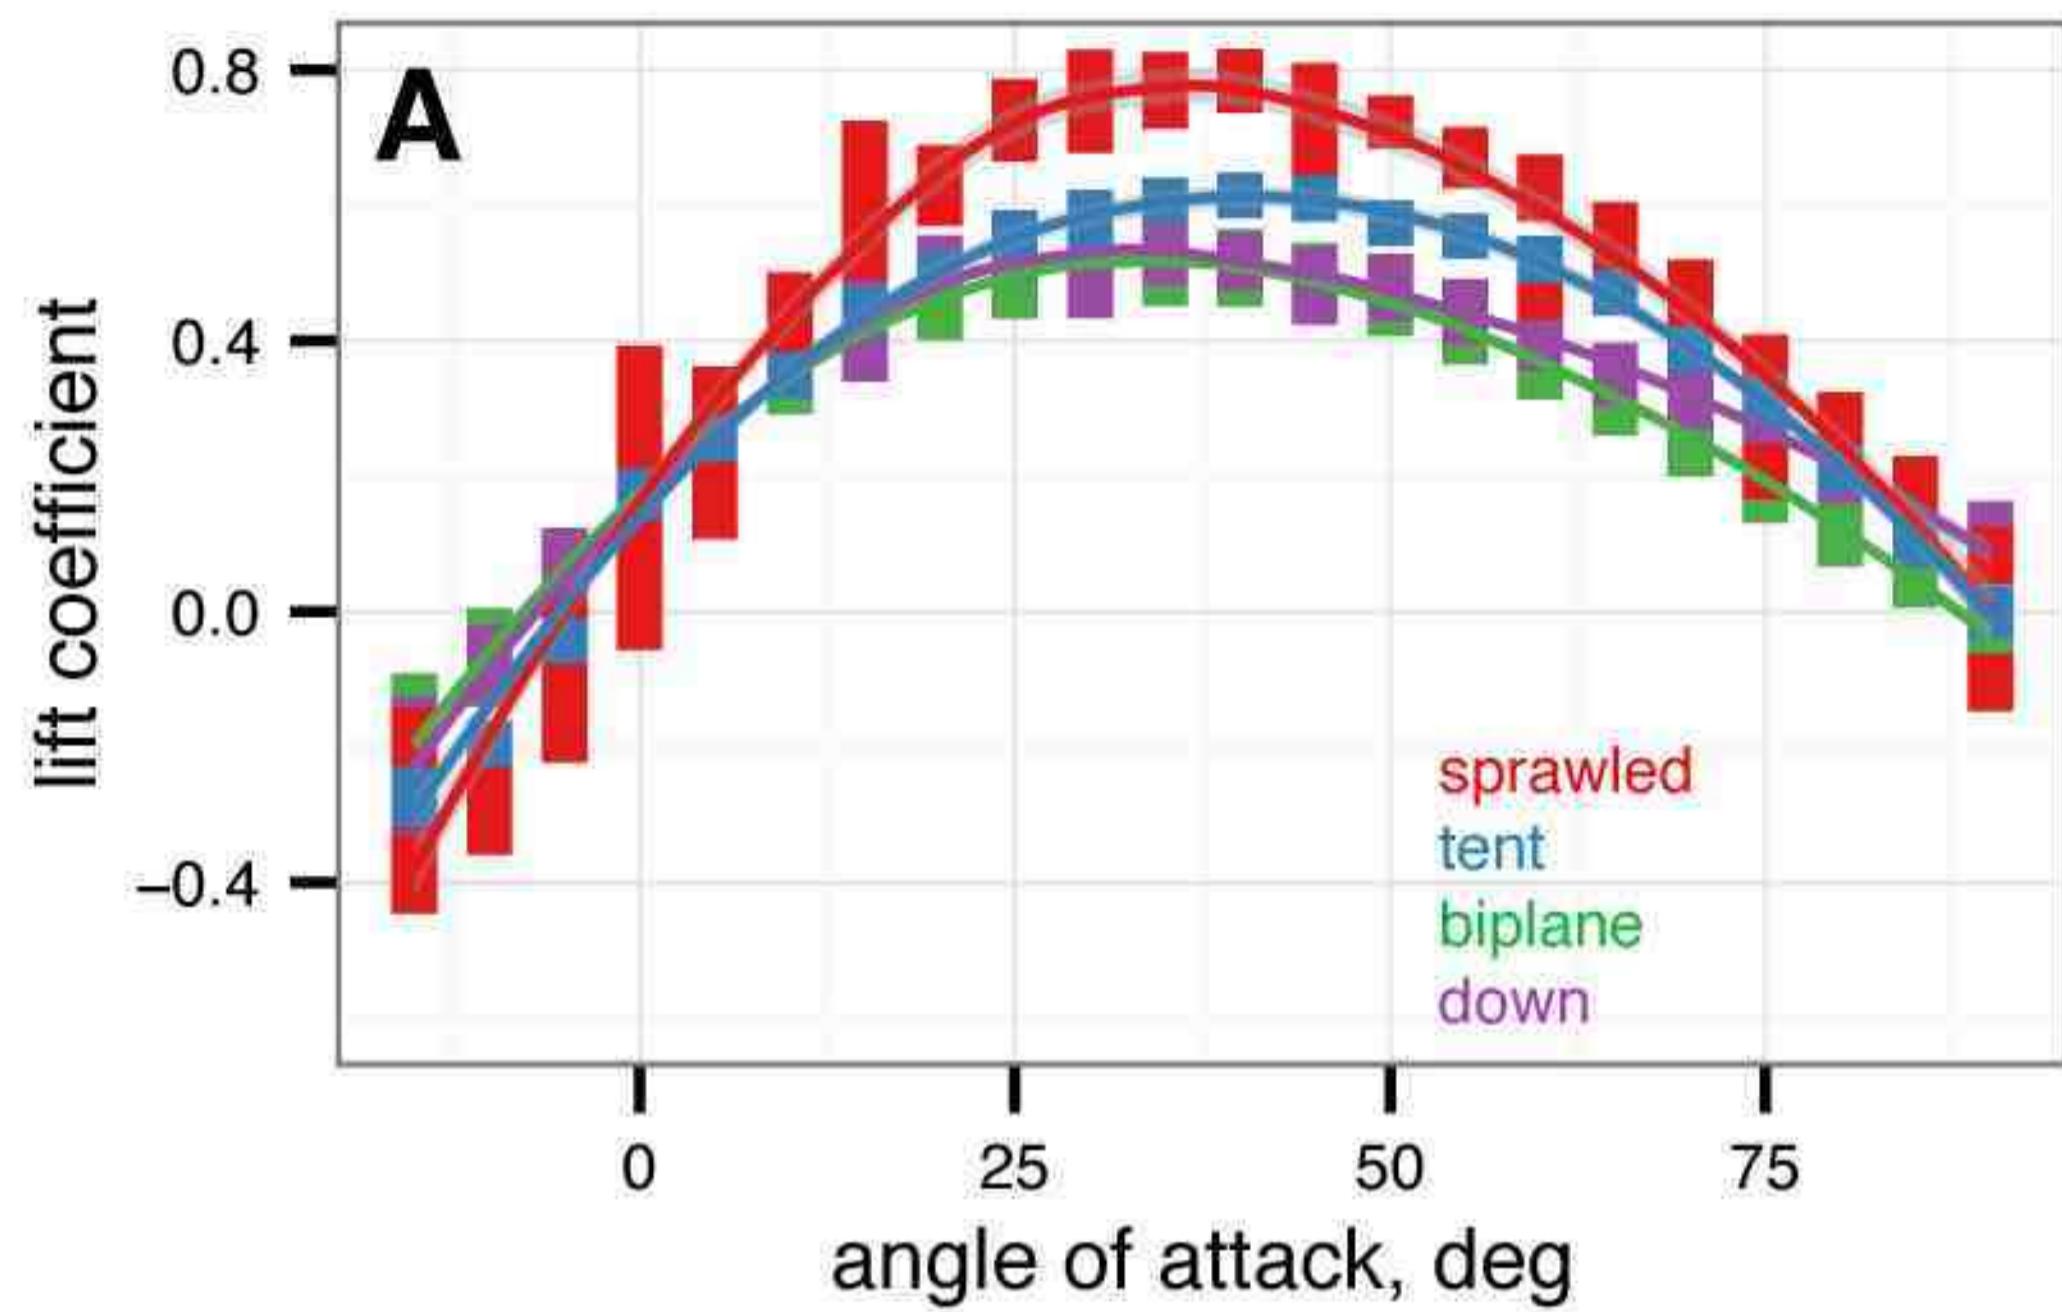 A
0.8
0.4
0.0
−0.4
lift coefficient
sprawled
tent
biplane
down
0
25
50
75
angle of attack, deg